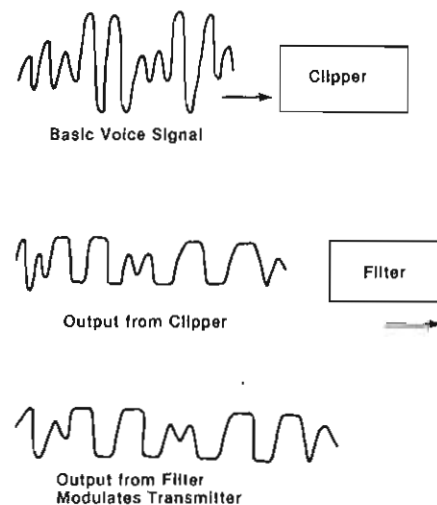 Clipper
Basic Voice Signal
Filter
Output from Clipper
Output from Filter
Modulates Transmitter